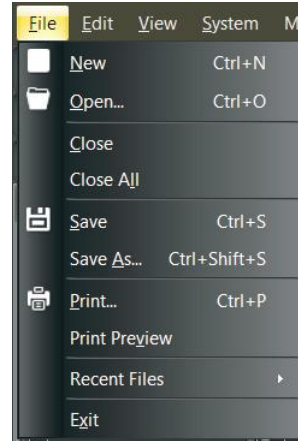 File Edit View System M
New Ctrl+N
Open... Ctrl+O
Close
Close All
Save Ctrl+S
Save As... Ctrl+Shift+S
Print... Ctrl+P
Print Preview
Recent Files
Exit